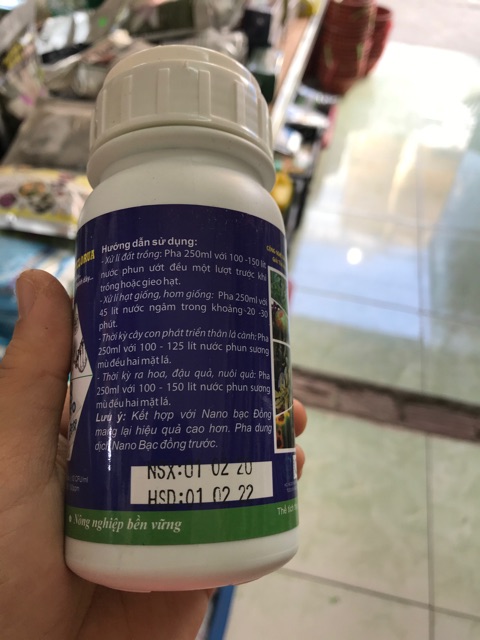 Hướng dẫn sử dụng:
- Xử lí đất trồng: Pha 250ml với 100 -150 lít
nước phun ướt đều một lượt trước khi
trồng hoặc gieo hạt.
- Xử lí hạt giống, hom giống: Pha 250ml với
45 lít nước ngâm trong khoảng 20 -30
phút.
- Thời kỳ cây con phát triển thân lá cành: Pha
250ml với 100 - 125 lít nước phun sương
mù đều hai mặt lá.
- Thời kỳ ra hoa, đậu quả, nuôi quả: Pha
250ml với 100 - 150 lít nước phun sương
mù đều hai mặt lá.
Lưu ý: Kết hợp với Nano bạc Đồng
mang lại hiệu quả cao hơn. Pha dung
dịch Nano Bạc đồng trước.
NSX:01 02 20
HSD:01 02 22
Nông nghiệp bền vững
Thể tích